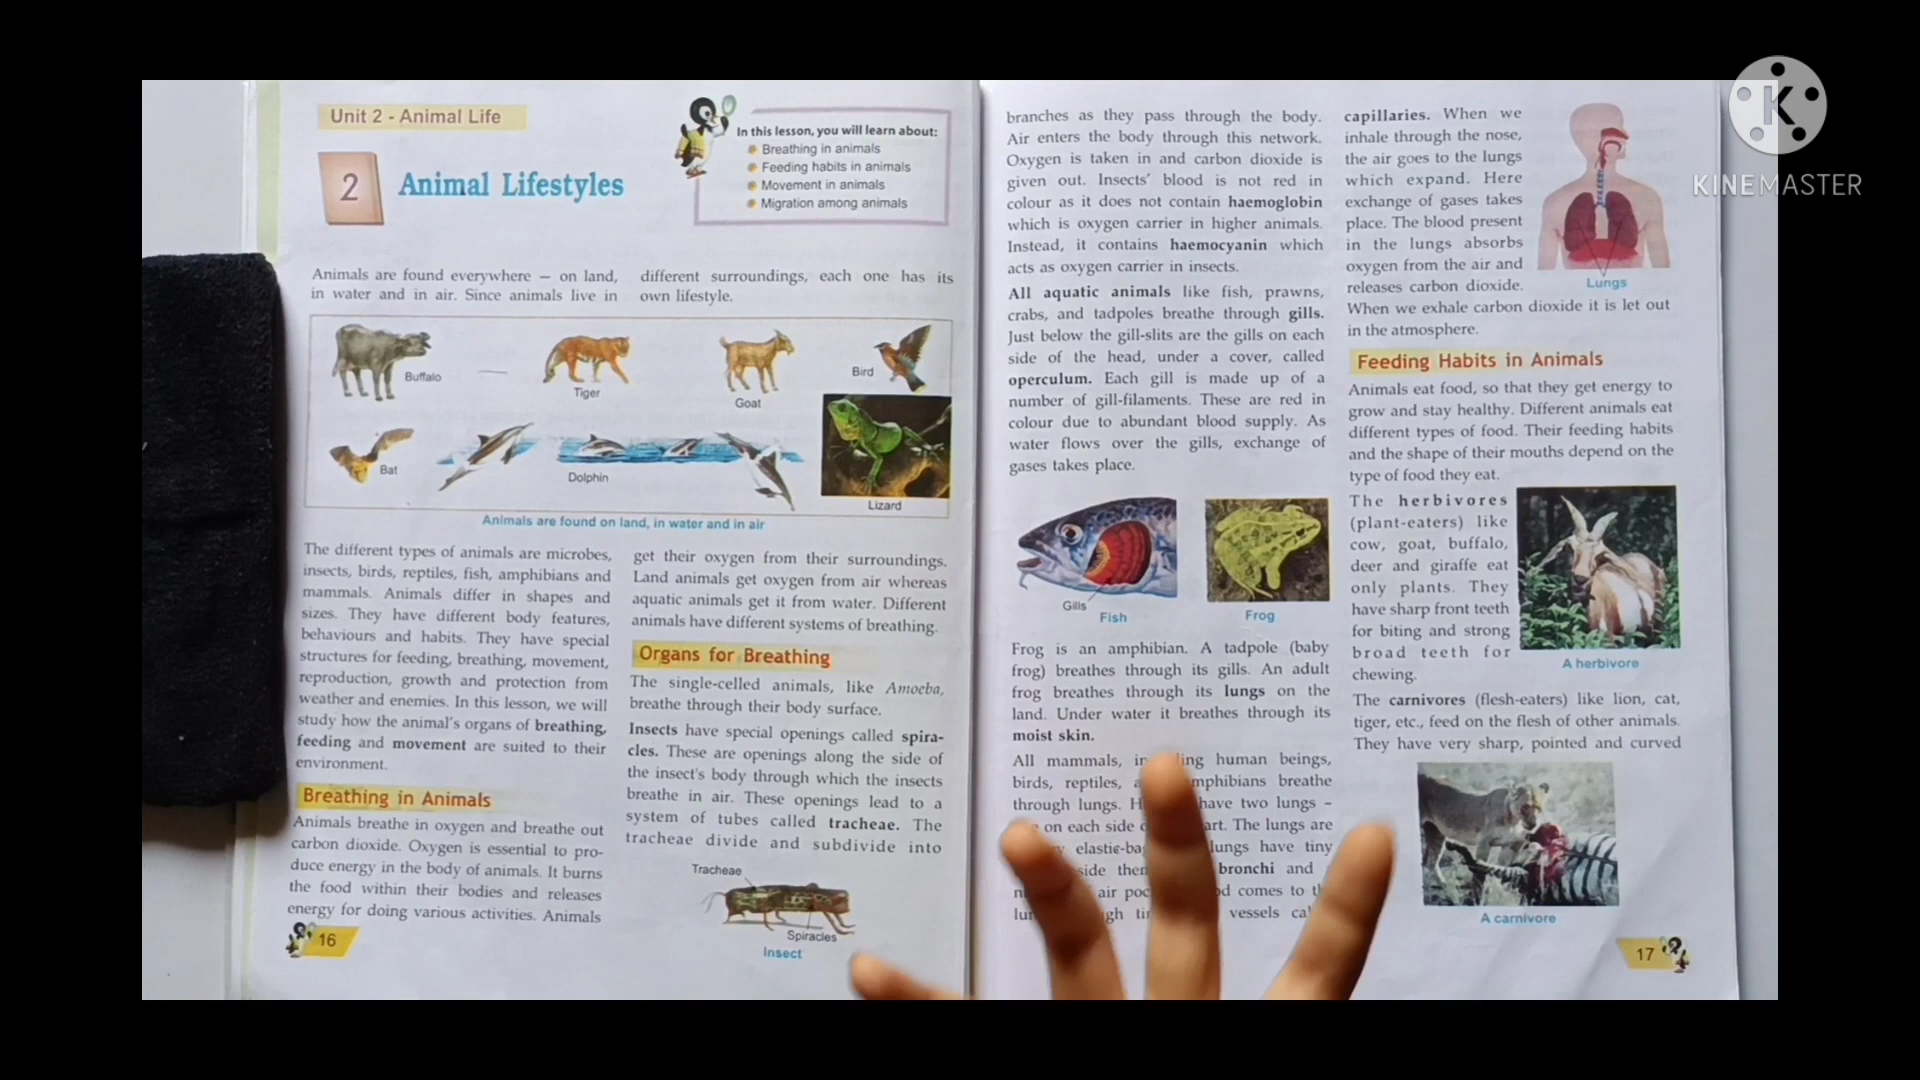 Unit 2 - Animal Life
2
Animal Lifestyles
In this lesson, you will learn about:
Breathing in animals
Feeding habits in animals
Movement in animals
Migration among animals
Animals are found everywhere – on land,
in water and in air. Since animals live in
different surroundings, each one has its
own lifestyle.
Buffalo
Tiger
Goat
Bird
Bat
Dolphin
Lizard
Animals are found on land, in water and in air
The different types of animals are microbes,
insects, birds, reptiles, fish, amphibians and
mammals. Animals differ in shapes and
sizes. They have different body features,
behaviours and habits. They have special
structures for feeding, breathing, movement,
reproduction, growth and protection from
weather and enemies. In this lesson, we will
study how the animal's organs of breathing,
feeding and movement are suited to their
environment.
Breathing in Animals
Animals breathe in oxygen and breathe out
carbon dioxide. Oxygen is essential to pro-
duce energy in the body of animals. It burns
the food within their bodies and releases
energy for doing various activities. Animals
16
get their oxygen from their surroundings.
Land animals get oxygen from air whereas
aquatic animals get it from water. Different
animals have different systems of breathing.
Organs for Breathing
The single-celled animals, like Amoeba,
breathe through their body surface.
Insects have special openings called spira-
cles. These are openings along the side of
the insect's body through which the insects
breathe in air. These openings lead to a
system of tubes called tracheae. The
tracheae divide and subdivide into
Tracheae
Spiracles
Insect
branches as they pass through the body.
Air enters the body through this network.
Oxygen is taken in and carbon dioxide is
given out. Insects' blood is not red in
colour as it does not contain haemoglobin
which is oxygen carrier in higher animals.
Instead, it contains haemocyanin which
acts as oxygen carrier in insects.
All aquatic animals like fish, prawns,
crabs, and tadpoles breathe through gills.
Just below the gill-slits are the gills on each
side of the head, under a cover, called
operculum. Each gill is made up of a
number of gill-filaments. These are red in
colour due to abundant blood supply. As
water flows over the gills, exchange of
gases takes place.
Gills
Fish
Frog
Frog is an amphibian. A tadpole (baby
frog) breathes through its gills. An adult
frog breathes through its lungs on the
land. Under water it breathes through its
moist skin.
All mammals, human beings,
birds, reptiles, breathe
through lungs. have two lungs –
on each side The lungs are
lungs have tiny
bronchi and
air comes to
vessels
capillaries. When we
inhale through the nose,
the air goes to the lungs
which expand. Here
exchange of gases takes
place. The blood present
in the lungs absorbs
oxygen from the air and
releases carbon dioxide.
When we exhale carbon dioxide it is let out
in the atmosphere.
Lungs
Feeding Habits in Animals
Animals eat food, so that they get energy to
grow and stay healthy. Different animals eat
different types of food. Their feeding habits
and the shape of their mouths depend on the
type of food they eat.
The herbivores
(plant-eaters) like
cow, goat, buffalo,
deer and giraffe eat
only plants. They
have sharp front teeth
for biting and strong
broad teeth for
chewing.
A herbivore
The carnivores (flesh-eaters) like lion, cat,
tiger, etc., feed on the flesh of other animals.
They have very sharp, pointed and curved
A carnivore
17
K
KINEMASTER